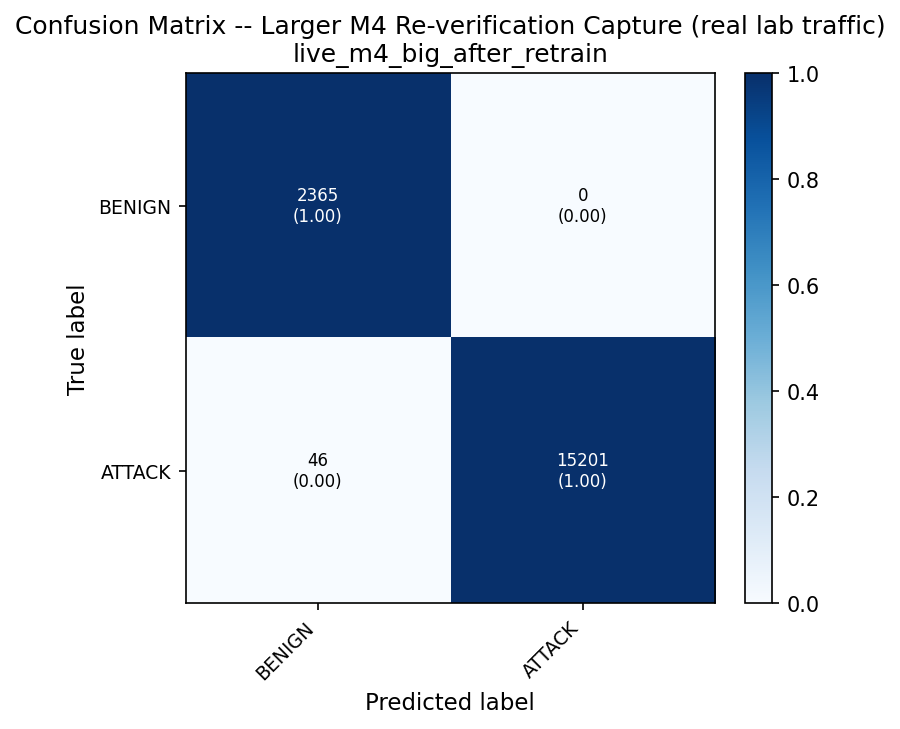 Confusion Matrix -- Larger M4 Re-verification Capture (real lab traffic)
live_m4_big_after_retrain
1.0
0.8
0.6
0.4
0.2
0.0
True label
BENIGN
2365
(1.00)
0
(0.00)
ATTACK
46
(0.00)
15201
(1.00)
BENIGN
ATTACK
Predicted label